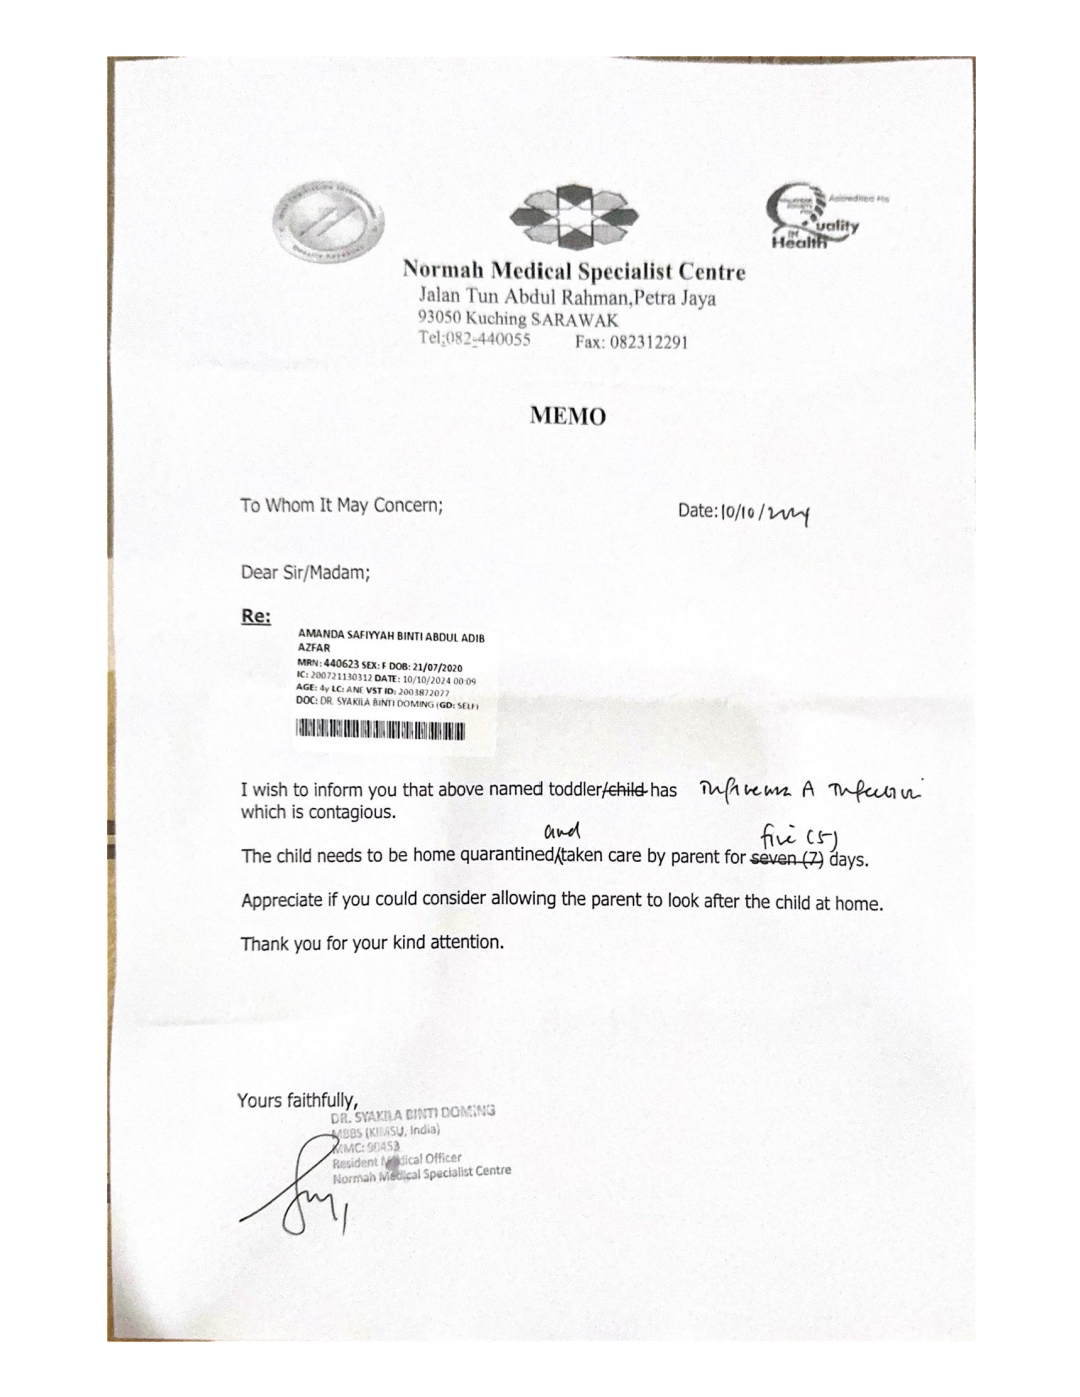 Accredited
Quality
IN
Health
Normah Medical Specialist Centre
Jalan Tun Abdul Rahman,Petra Jaya
93050 Kuching SARAWAK
Tel:082-440055 Fax: 082312291
MEMO
To Whom It May Concern;
Date: 10/10/2024
Dear Sir/Madam;
Re:
AMANDA SAFIYYAH BINTI ABDUL ADIB
AZFAR
MRN: 440623 SEX: F DOB: 21/07/2020
IC: 200721130312 DATE: 10/10/2024 00:09
AGE: 4y LC: ANE VST ID: 2003872077
DOC: DR. SYAKILA BINTI DOMING (GD: SELF)
I wish to inform you that above named toddler/child has Influenza A Infection
which is contagious.
and five (5)
The child needs to be home quarantined/taken care by parent for seven (7) days.
Appreciate if you could consider allowing the parent to look after the child at home.
Thank you for your kind attention.
Yours faithfully,
DR. SYAKILA BINTI DOMING
MBBS (KIMSU, India)
MMC: 90453
Resident Medical Officer
Normah Medical Specialist Centre